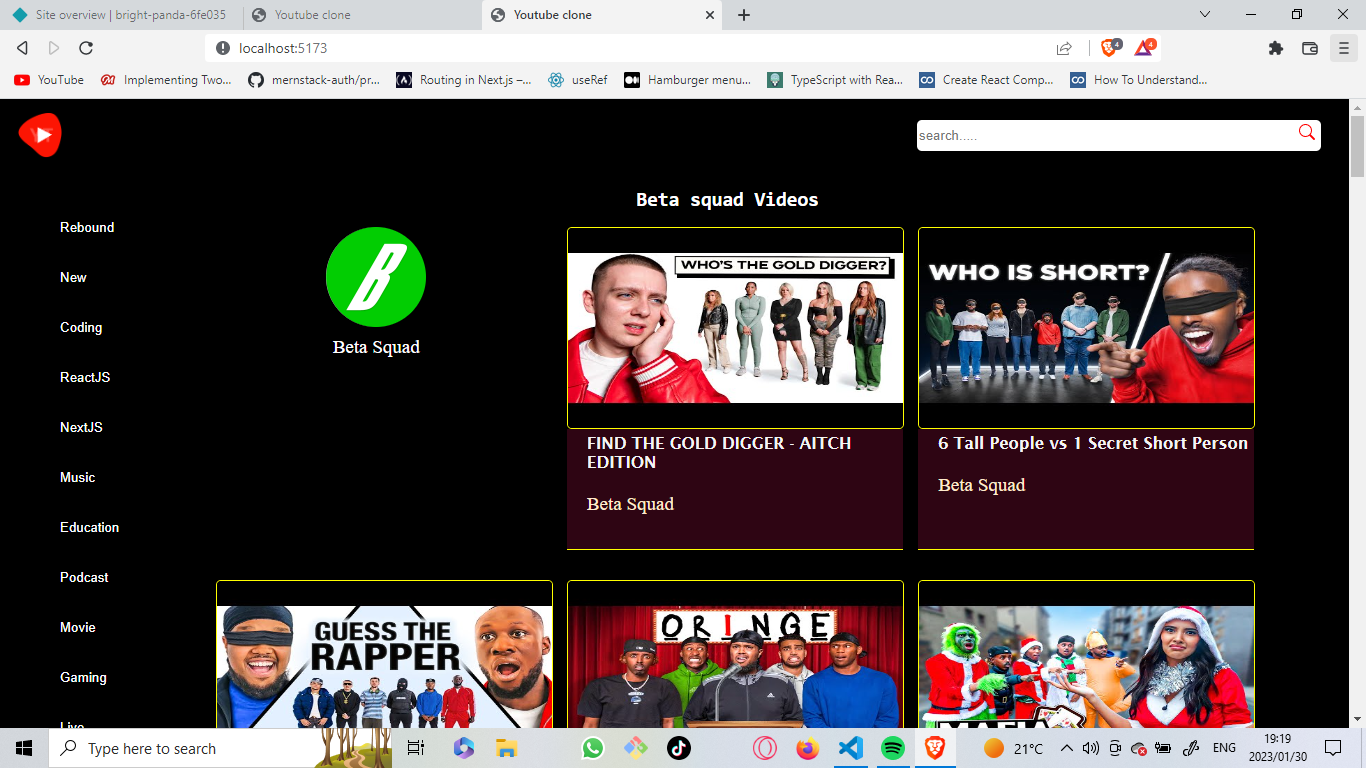 Site overview | bright-panda-6fe035
Youtube clone
Youtube clone
localhost:5173
4
4
YouTube
Implementing Two...
mernstack-auth/pr...
Routing in Next.js –...
useRef
Hamburger menu...
TypeScript with Rea...
Create React Comp...
How To Understand...
search.....
Beta squad Videos
Rebound
New
Coding
ReactJS
NextJS
Music
Education
Podcast
Movie
Gaming
Live
B
Beta Squad
WHO'S THE GOLD DIGGER?
FIND THE GOLD DIGGER - AITCH
EDITION
Beta Squad
WHO IS SHORT?
6 Tall People vs 1 Secret Short Person
Beta Squad
GUESS THE
RAPPER
CRINGE
MAFIA
Type here to search
21°C
ENG
19:19
2023/01/30